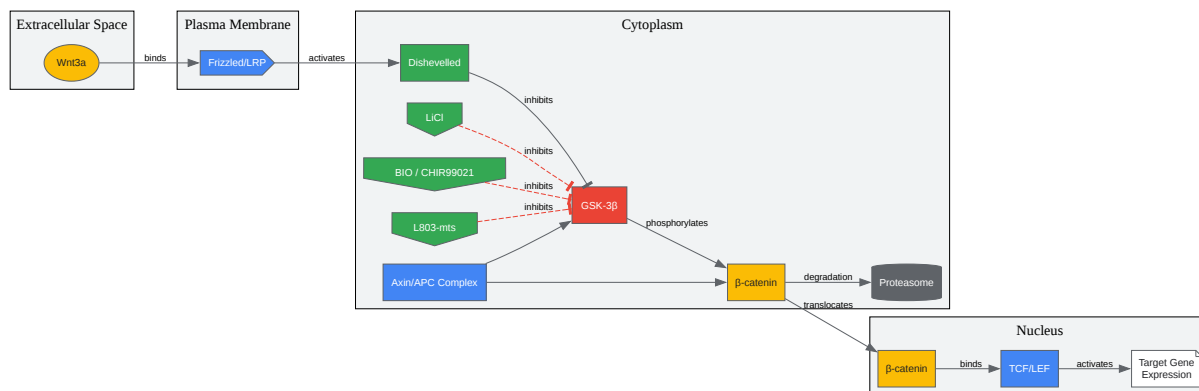 Extracellular Space
Plasma Membrane
Cytoplasm
Wnt3a
binds
Frizzled/LRP
activates
Dishevelled
inhibits
LiCl
inhibits
BIO / CHIR99021
inhibits
inhibits
L803-mts
GSK-3β
phosphorylates
Axin/APC Complex
β-catenin
degradation
Proteasome
translocates
Nucleus
β-catenin
binds
TCF/LEF
activates
Target Gene
Expression